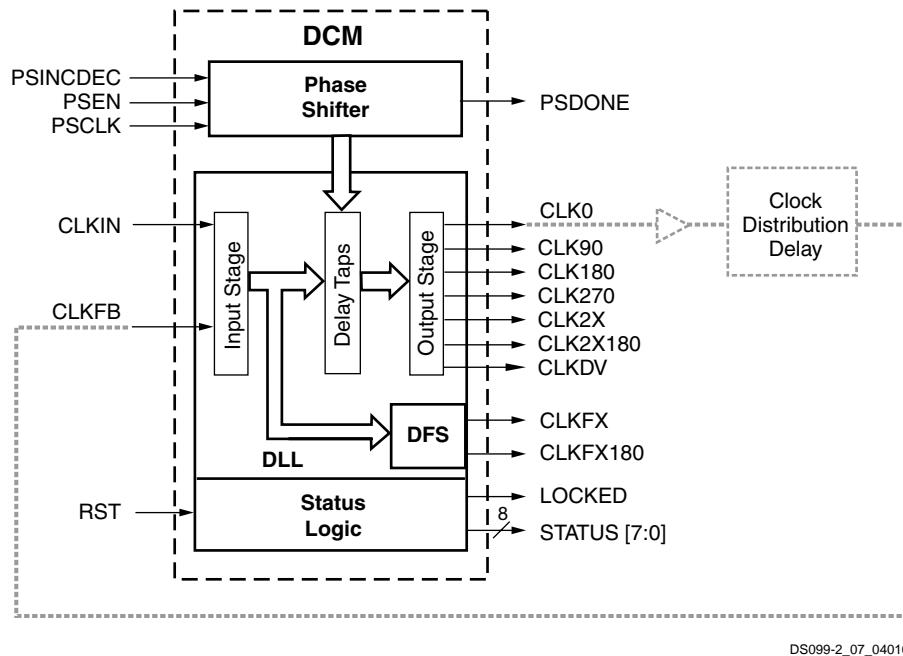 DCM
PSINCDEC
PSEN
PSCLK
Phase
Shifter
PSDONE
CLKIN
CLKFB
Input Stage
Delay Taps
Output Stage
CLK0
CLK90
CLK180
CLK270
CLK2X
CLK2X180
CLKDV
Clock
Distribution
Delay
DFS
CLKFX
CLKFX180
DLL
RST
Status
Logic
LOCKED
8
STATUS [7:0]